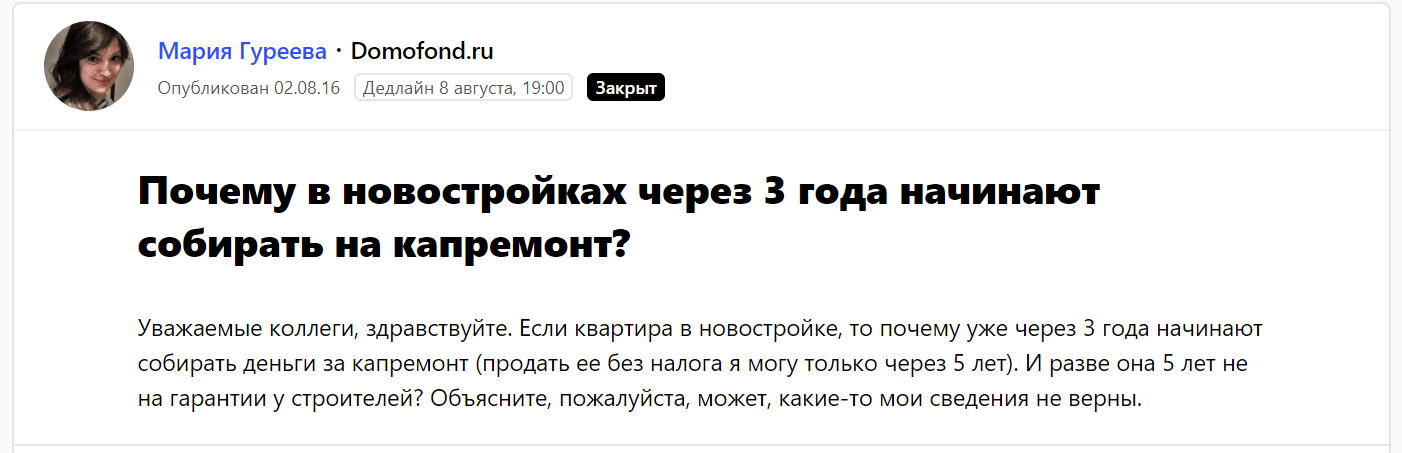 Мария Гуреева · Domofond.ru
Опубликован 02.08.16 Дедлайн 8 августа, 19:00 Закрыт
Почему в новостройках через 3 года начинают
собирать на капремонт?
Уважаемые коллеги, здравствуйте. Если квартира в новостройке, то почему уже через 3 года начинают
собирать деньги за капремонт (продать ее без налога я могу только через 5 лет). И разве она 5 лет не
на гарантии у строителей? Объясните, пожалуйста, может, какие-то мои сведения не верны.